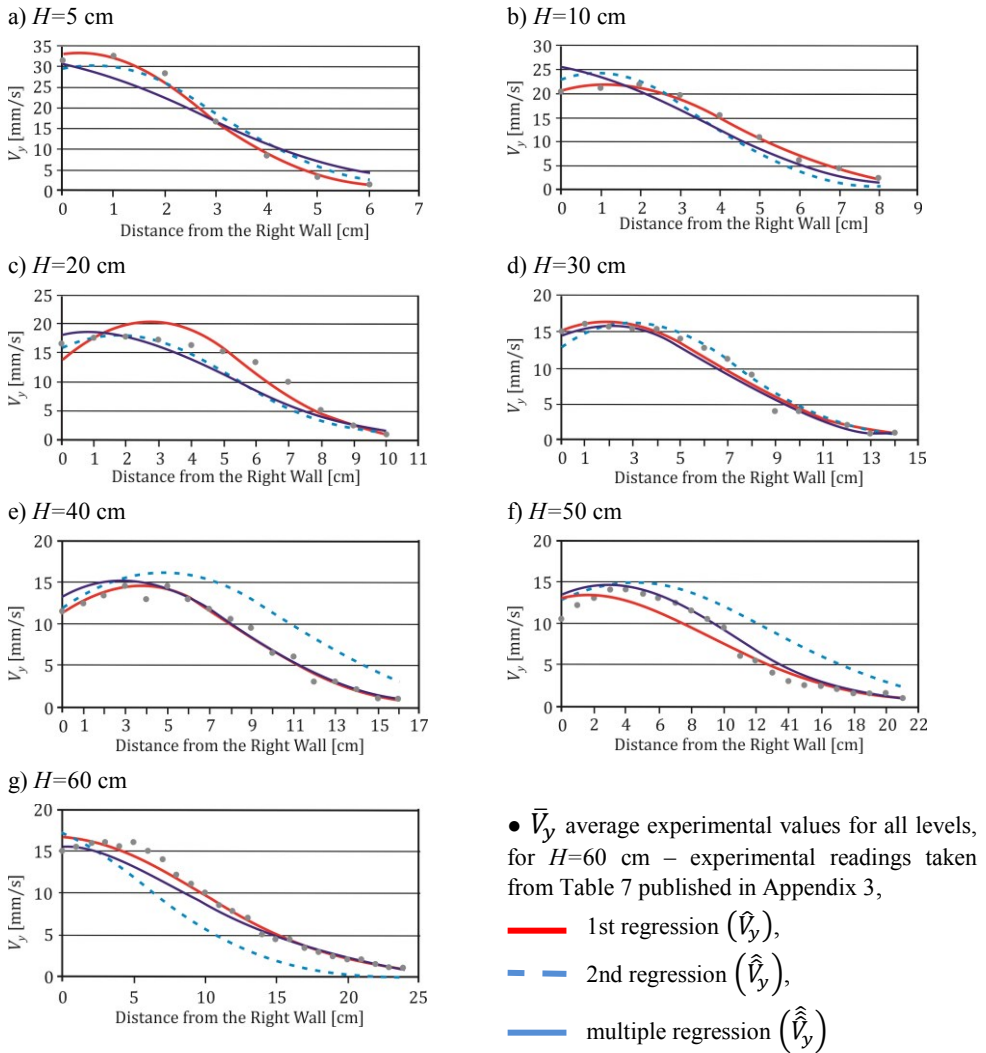 a) H=5 cm
35
30
25
20
15
10
5
0
V_y [mm/s]
0 1 2 3 4 5 6 7
Distance from the Right Wall [cm]
b) H=10 cm
30
25
20
15
10
5
0
V_y [mm/s]
0 1 2 3 4 5 6 7 8 9
Distance from the Right Wall [cm]
c) H=20 cm
25
20
15
10
5
0
V_y [mm/s]
0 1 2 3 4 5 6 7 8 9 10 11
Distance from the Right Wall [cm]
d) H=30 cm
20
15
10
5
0
V_y [mm/s]
0 1 3 5 7 9 11 13 14 15
Distance from the Right Wall [cm]
e) H=40 cm
20
15
10
5
0
V_y [mm/s]
0 1 3 5 7 9 11 13 15 17
Distance from the Right Wall [cm]
f) H=50 cm
20
15
10
5
0
V_y [mm/s]
0 2 4 6 8 10 12 41 16 18 20 22
Distance from the Right Wall [cm]
g) H=60 cm
20
15
10
5
0
V_y [mm/s]
0 5 10 15 20 25
Distance from the Right Wall [cm]
● V̄_y average experimental values for all levels,
for H=60 cm – experimental readings taken
from Table 7 published in Appendix 3,
1st regression (V̂_y),
2nd regression (V̂̂_y),
multiple regression (V̂̂̂_y)